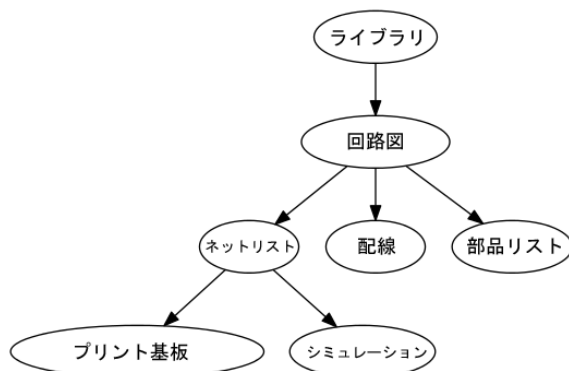 ライブラリ
回路図
ネットリスト
配線
部品リスト
プリント基板
シミュレーション